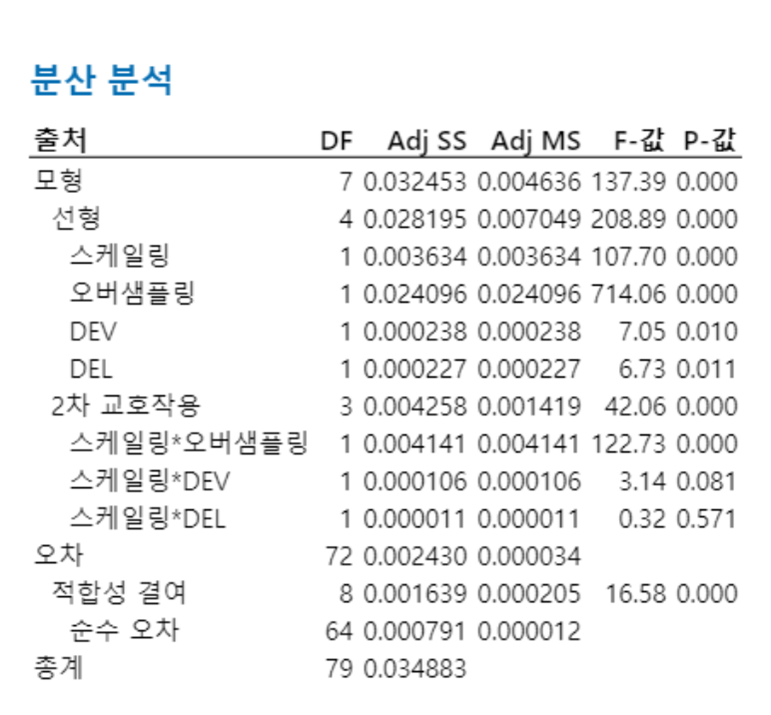 분산 분석
출처 DF Adj SS Adj MS F-값 P-값
모형 7 0.032453 0.004636 137.39 0.000
선형 4 0.028195 0.007049 208.89 0.000
스케일링 1 0.003634 0.003634 107.70 0.000
오버샘플링 1 0.024096 0.024096 714.06 0.000
DEV 1 0.000238 0.000238 7.05 0.010
DEL 1 0.000227 0.000227 6.73 0.011
2차 교호작용 3 0.004258 0.001419 42.06 0.000
스케일링*오버샘플링 1 0.004141 0.004141 122.73 0.000
스케일링*DEV 1 0.000106 0.000106 3.14 0.081
스케일링*DEL 1 0.000011 0.000011 0.32 0.571
오차 72 0.002430 0.000034
적합성 결여 8 0.001639 0.000205 16.58 0.000
순수 오차 64 0.000791 0.000012
총계 79 0.034883